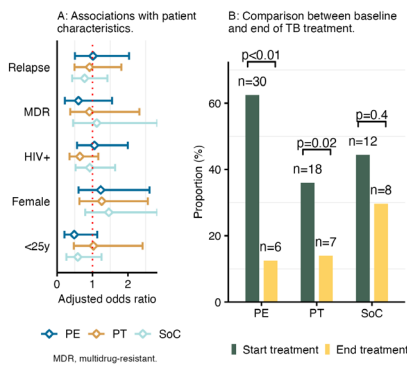 A: Associations with patient
characteristics.
Relapse
MDR
HIV+
Female
<25y
0 1 2
Adjusted odds ratio
PE PT SoC
MDR, multidrug-resistant.
B: Comparison between baseline
and end of TB treatment.
p<0.01
n=30
p=0.4
p=0.02
n=12
n=18
n=8
n=6
n=7
60
40
20
0
Proportion (%)
PE PT SoC
Start treatment End treatment